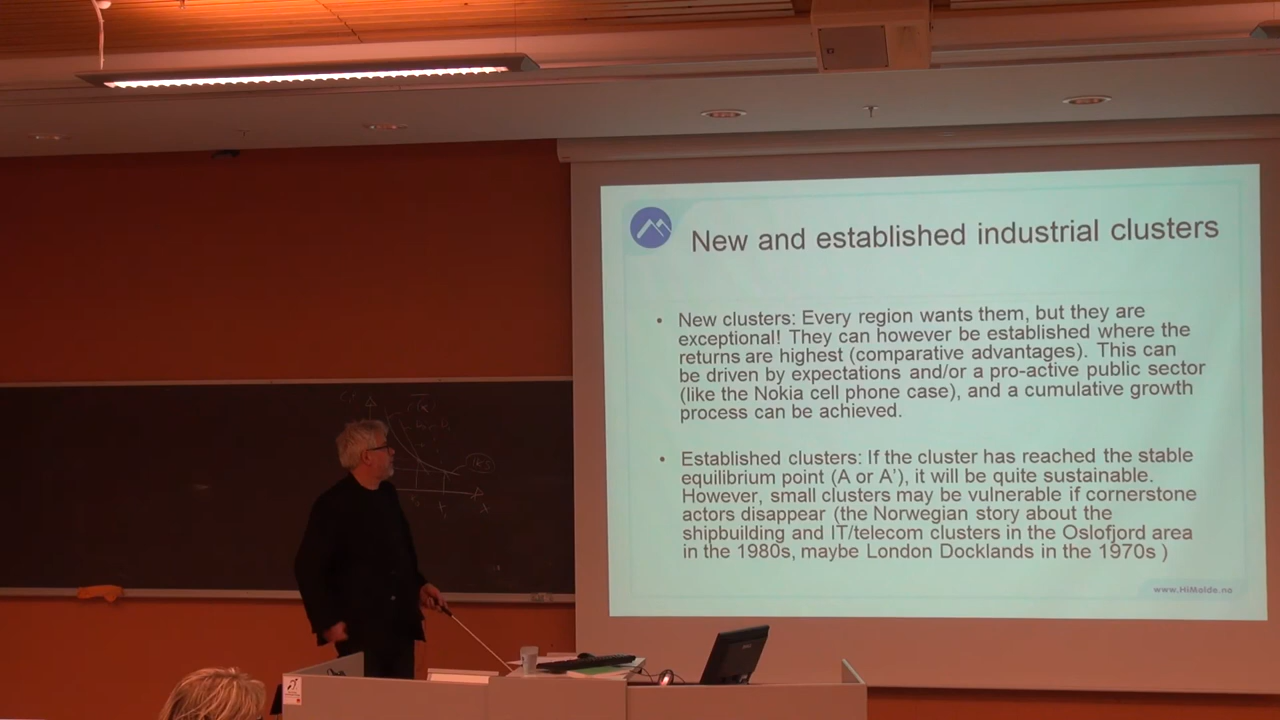 New and established industrial clusters
• New clusters: Every region wants them, but they are
exceptional! They can however be established where the
returns are highest (comparative advantages). This can
be driven by expectations and/or a pro-active public sector
(like the Nokia cell phone case), and a cumulative growth
process can be achieved.
• Established clusters: If the cluster has reached the stable
equilibrium point (A or A’), it will be quite sustainable.
However, small clusters may be vulnerable if cornerstone
actors disappear (the Norwegian story about the
shipbuilding and IT/telecom clusters in the Oslofjord area
in the 1980s, maybe London Docklands in the 1970s )
www.HiMolde.no